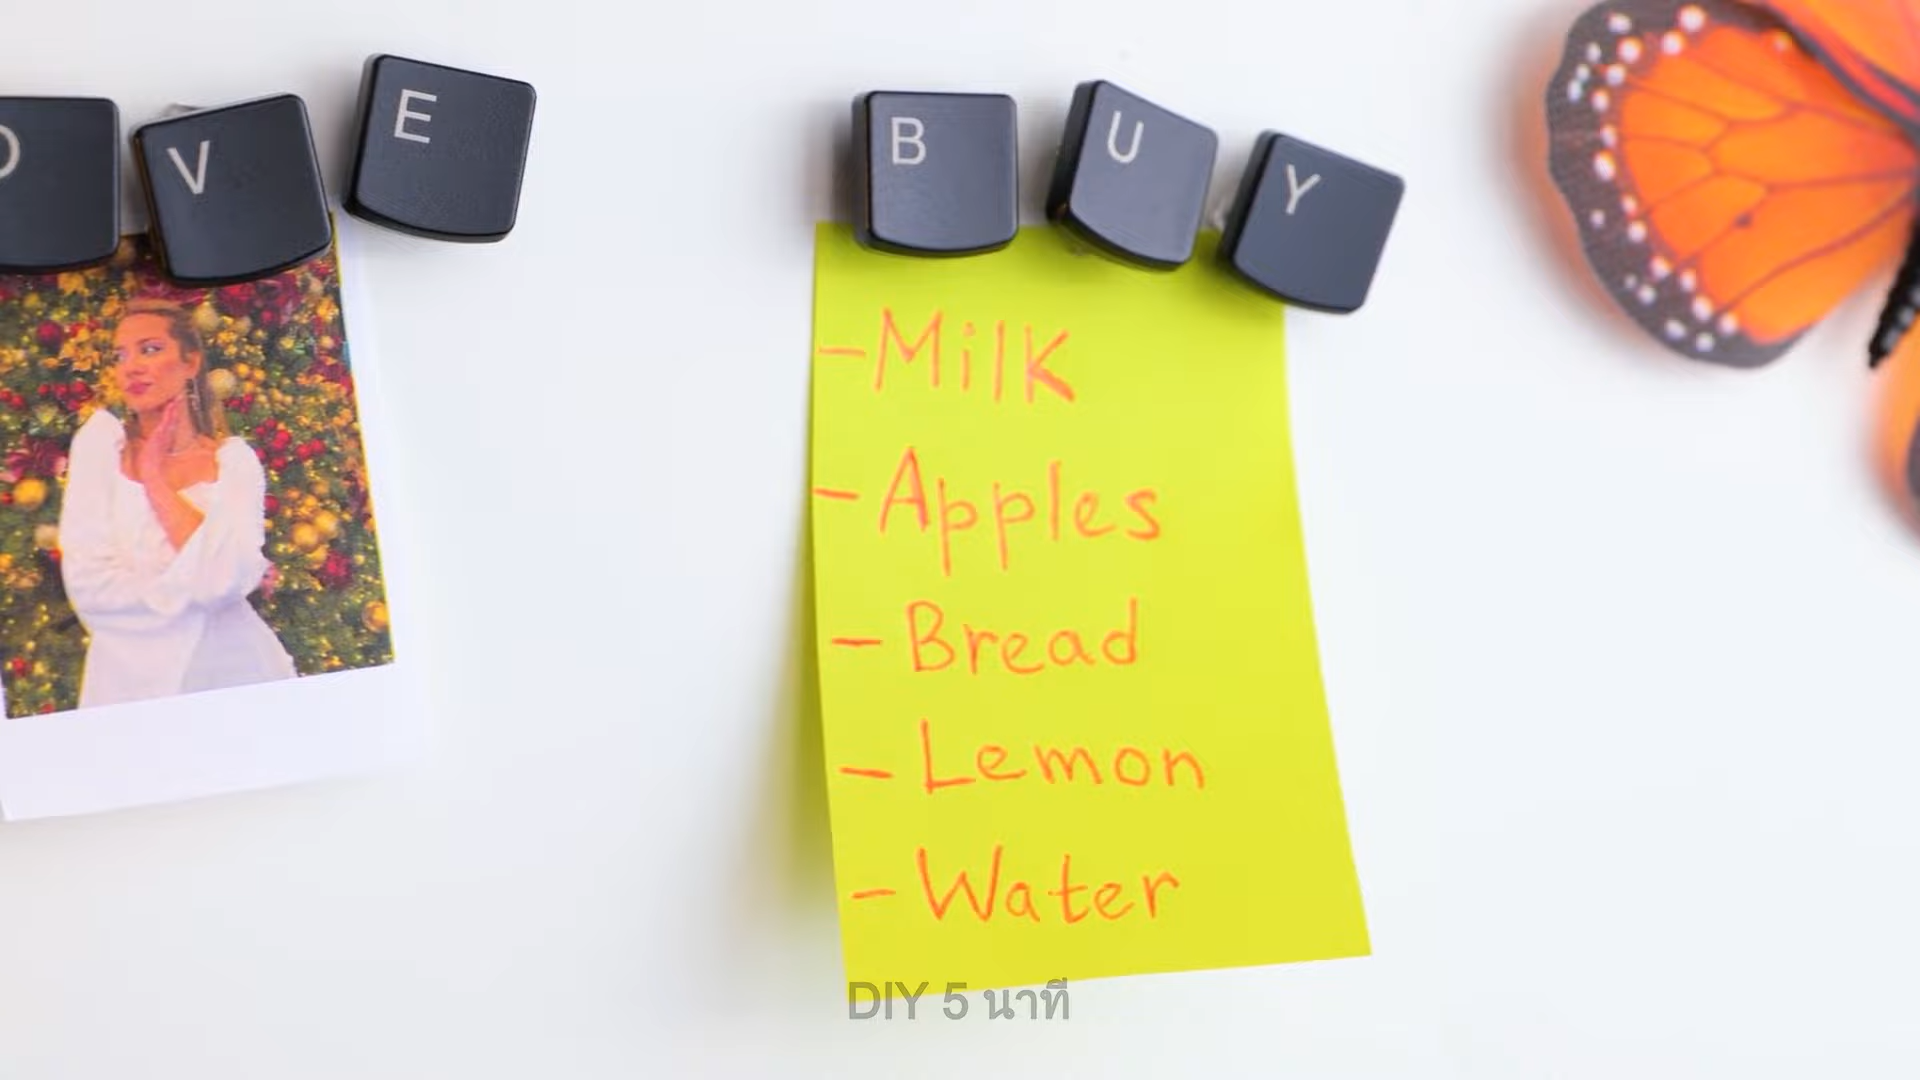 O V E
B U Y
-Milk
-Apples
-Bread
-Lemon
-Water
DIY 5 นาที